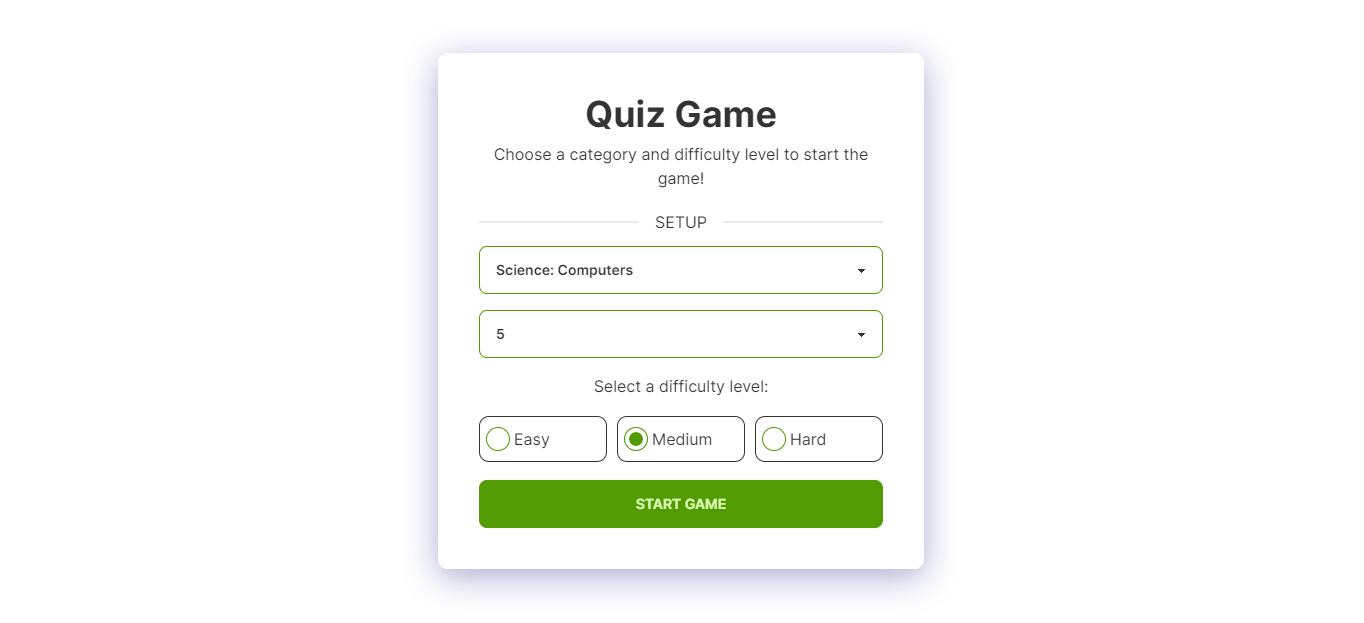 Quiz Game
Choose a category and difficulty level to start the
game!
SETUP
Science: Computers
5
Select a difficulty level:
Easy Medium Hard
START GAME